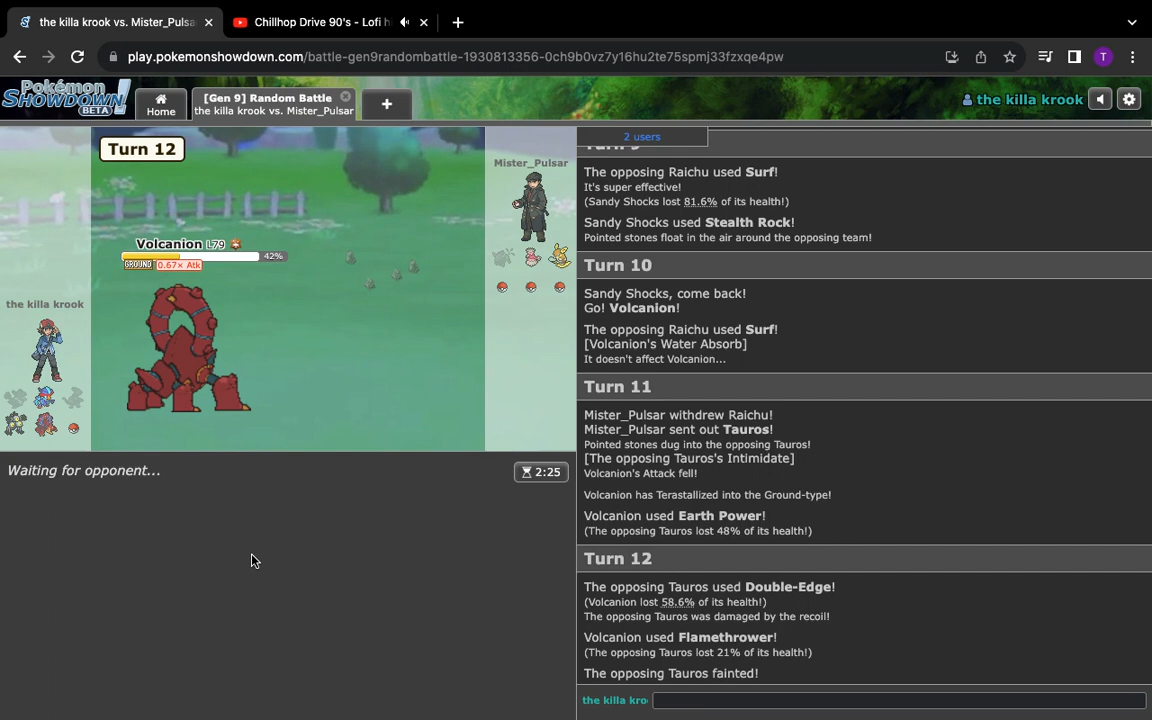 the killa krook vs. Mister_Pulsa
Chillhop Drive 90's - Lofi h
play.pokemonshowdown.com/battle-gen9randombattle-1930813356-0ch9b0vz7y16hu2te75spmj33fzxqe4pw
T
Pokémon
SHOWDOWN!
BETA
Home
[Gen 9] Random Battle
the killa krook vs. Mister_Pulsar
the killa krook
Turn 12
Mister_Pulsar
Volcanion L79
42%
GROUND 0.67× Atk
the killa krook
Waiting for opponent...
2:25
2 users
Turn 9
The opposing Raichu used Surf!
It's super effective!
(Sandy Shocks lost 81.6% of its health!)
Sandy Shocks used Stealth Rock!
Pointed stones float in the air around the opposing team!
Turn 10
Sandy Shocks, come back!
Go! Volcanion!
The opposing Raichu used Surf!
[Volcanion's Water Absorb]
It doesn't affect Volcanion...
Turn 11
Mister_Pulsar withdrew Raichu!
Mister_Pulsar sent out Tauros!
Pointed stones dug into the opposing Tauros!
[The opposing Tauros's Intimidate]
Volcanion's Attack fell!
Volcanion has Terastallized into the Ground-type!
Volcanion used Earth Power!
(The opposing Tauros lost 48% of its health!)
Turn 12
The opposing Tauros used Double-Edge!
(Volcanion lost 58.6% of its health!)
The opposing Tauros was damaged by the recoil!
Volcanion used Flamethrower!
(The opposing Tauros lost 21% of its health!)
The opposing Tauros fainted!
the killa kro